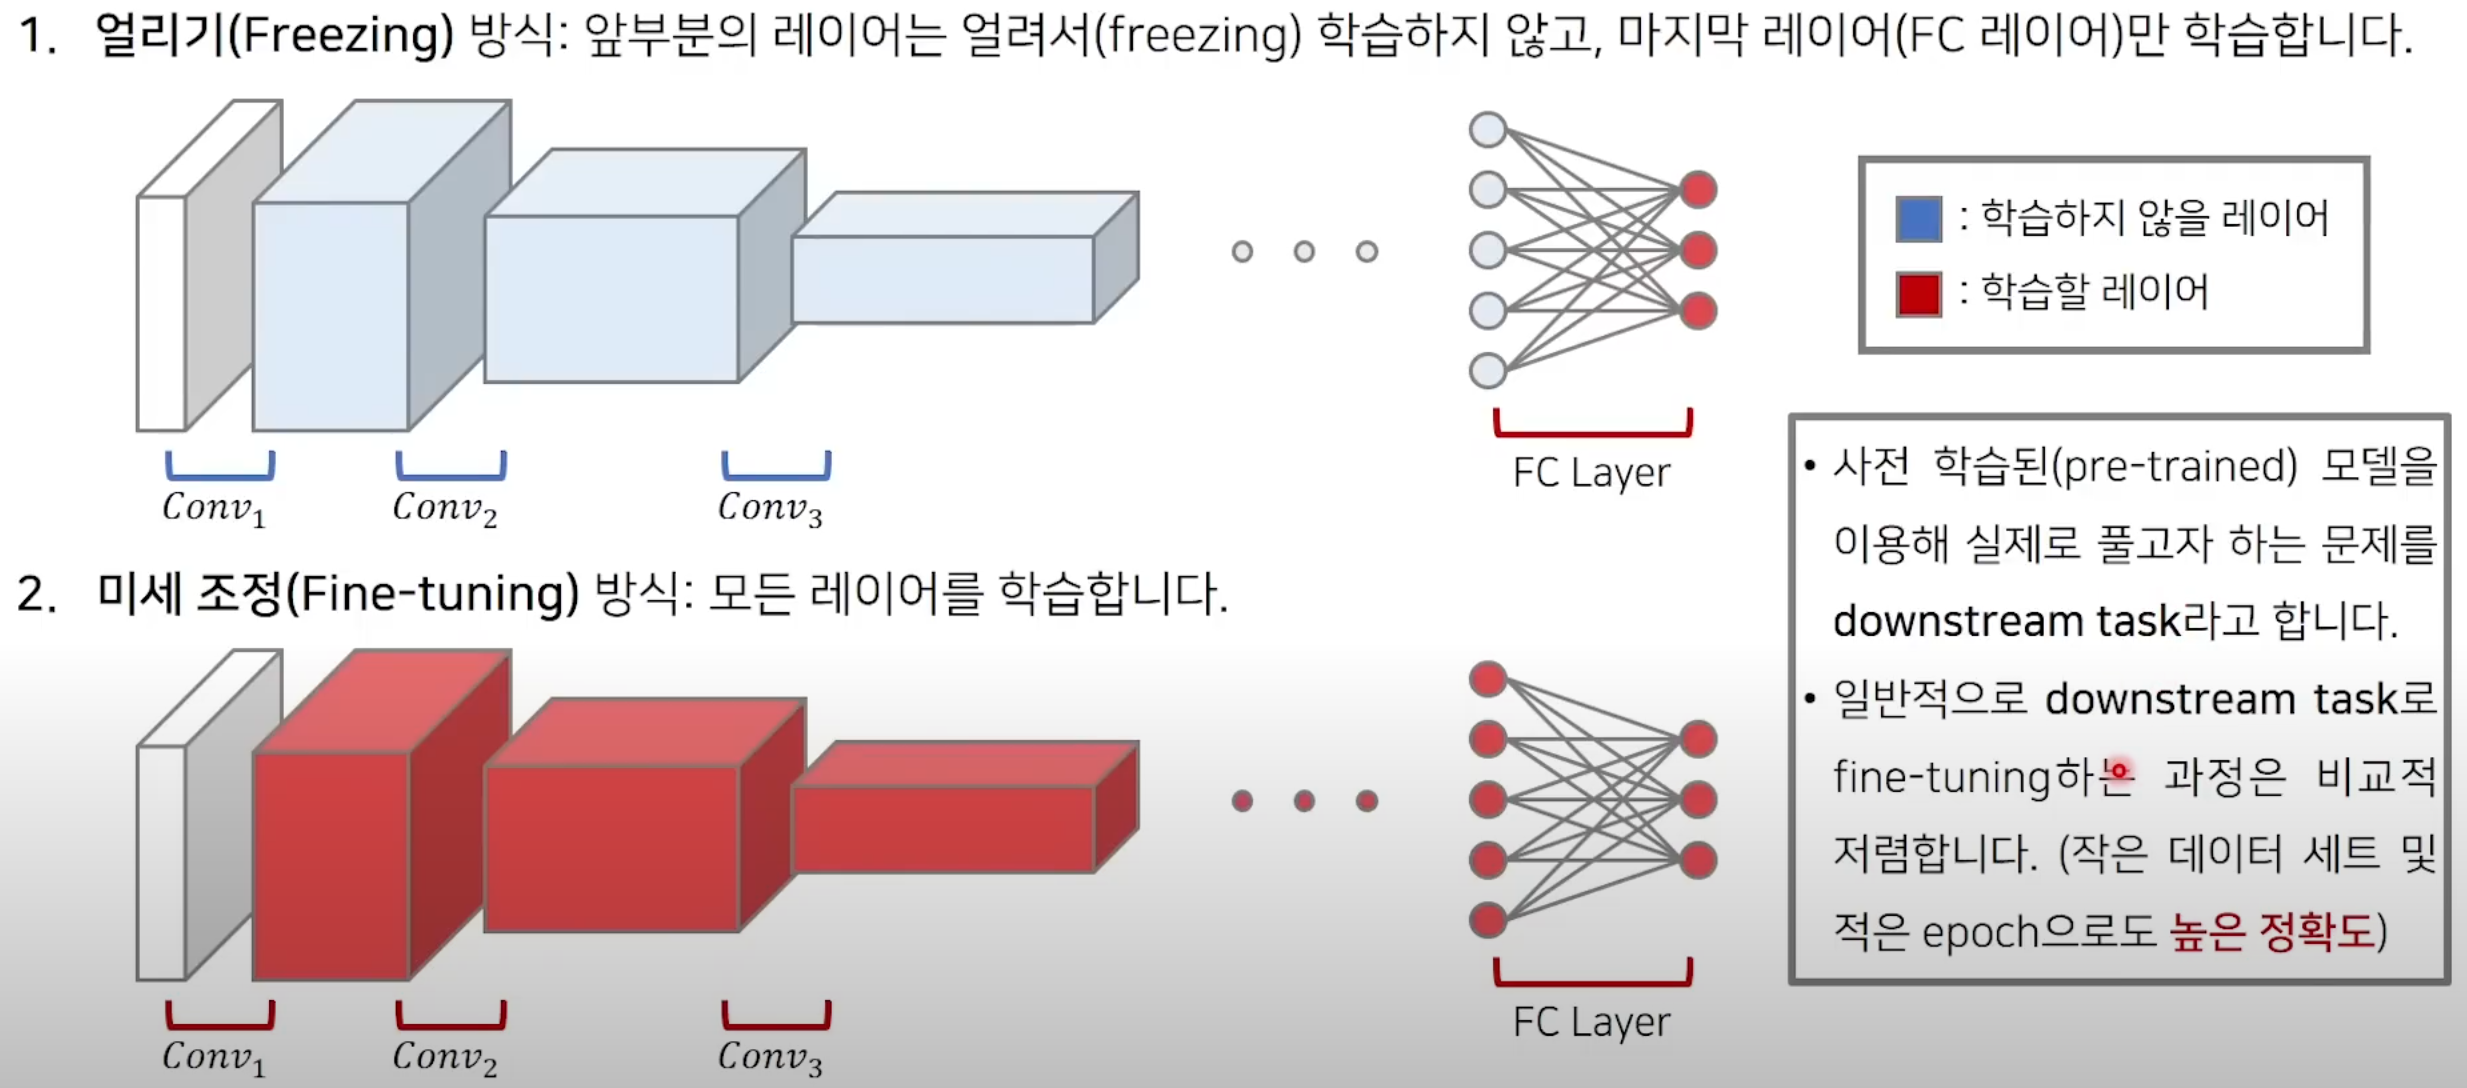 1. 얼리기(Freezing) 방식: 앞부분의 레이어는 얼려서(freezing) 학습하지 않고, 마지막 레이어(FC 레이어)만 학습합니다.
: 학습하지 않을 레이어
: 학습할 레이어
FC Layer
Conv₁ Conv₂ Conv₃
2. 미세 조정(Fine-tuning) 방식: 모든 레이어를 학습합니다.
FC Layer
Conv₁ Conv₂ Conv₃
• 사전 학습된(pre-trained) 모델을
이용해 실제로 풀고자 하는 문제를
downstream task라고 합니다.
• 일반적으로 downstream task로
fine-tuning하는 과정은 비교적
저렴합니다. (작은 데이터 세트 및
적은 epoch으로도 높은 정확도)